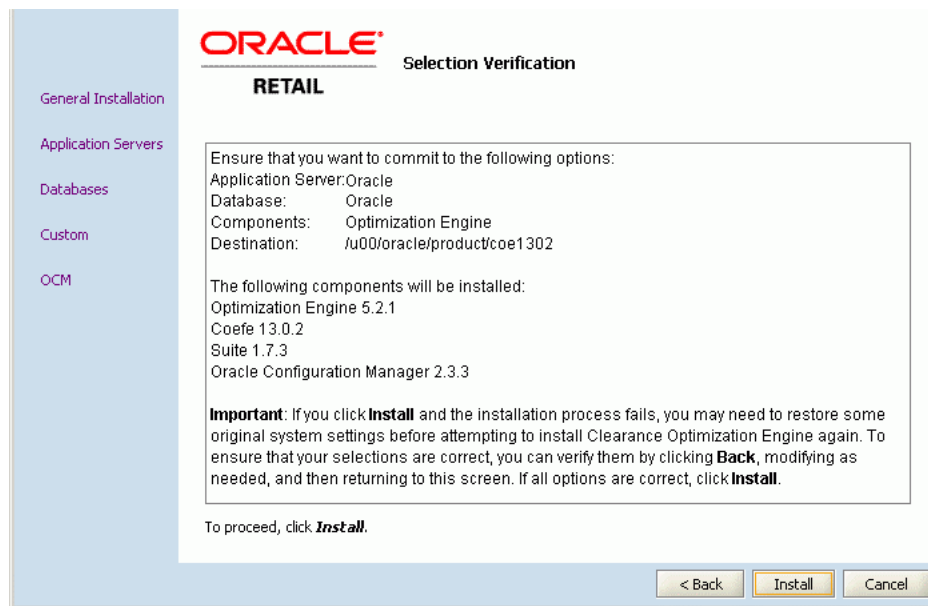 ORACLE
RETAIL
Selection Verification
General Installation
Application Servers
Databases
Custom
OCM
Ensure that you want to commit to the following options:
Application Server: Oracle
Database: Oracle
Components: Optimization Engine
Destination: /u00/oracle/product/coe1302
The following components will be installed:
Optimization Engine 5.2.1
Coefe 13.0.2
Suite 1.7.3
Oracle Configuration Manager 2.3.3
Important: If you click Install and the installation process fails, you may need to restore some
original system settings before attempting to install Clearance Optimization Engine again. To
ensure that your selections are correct, you can verify them by clicking Back, modifying as
needed, and then returning to this screen. If all options are correct, click Install.
To proceed, click Install.
< Back
Install
Cancel